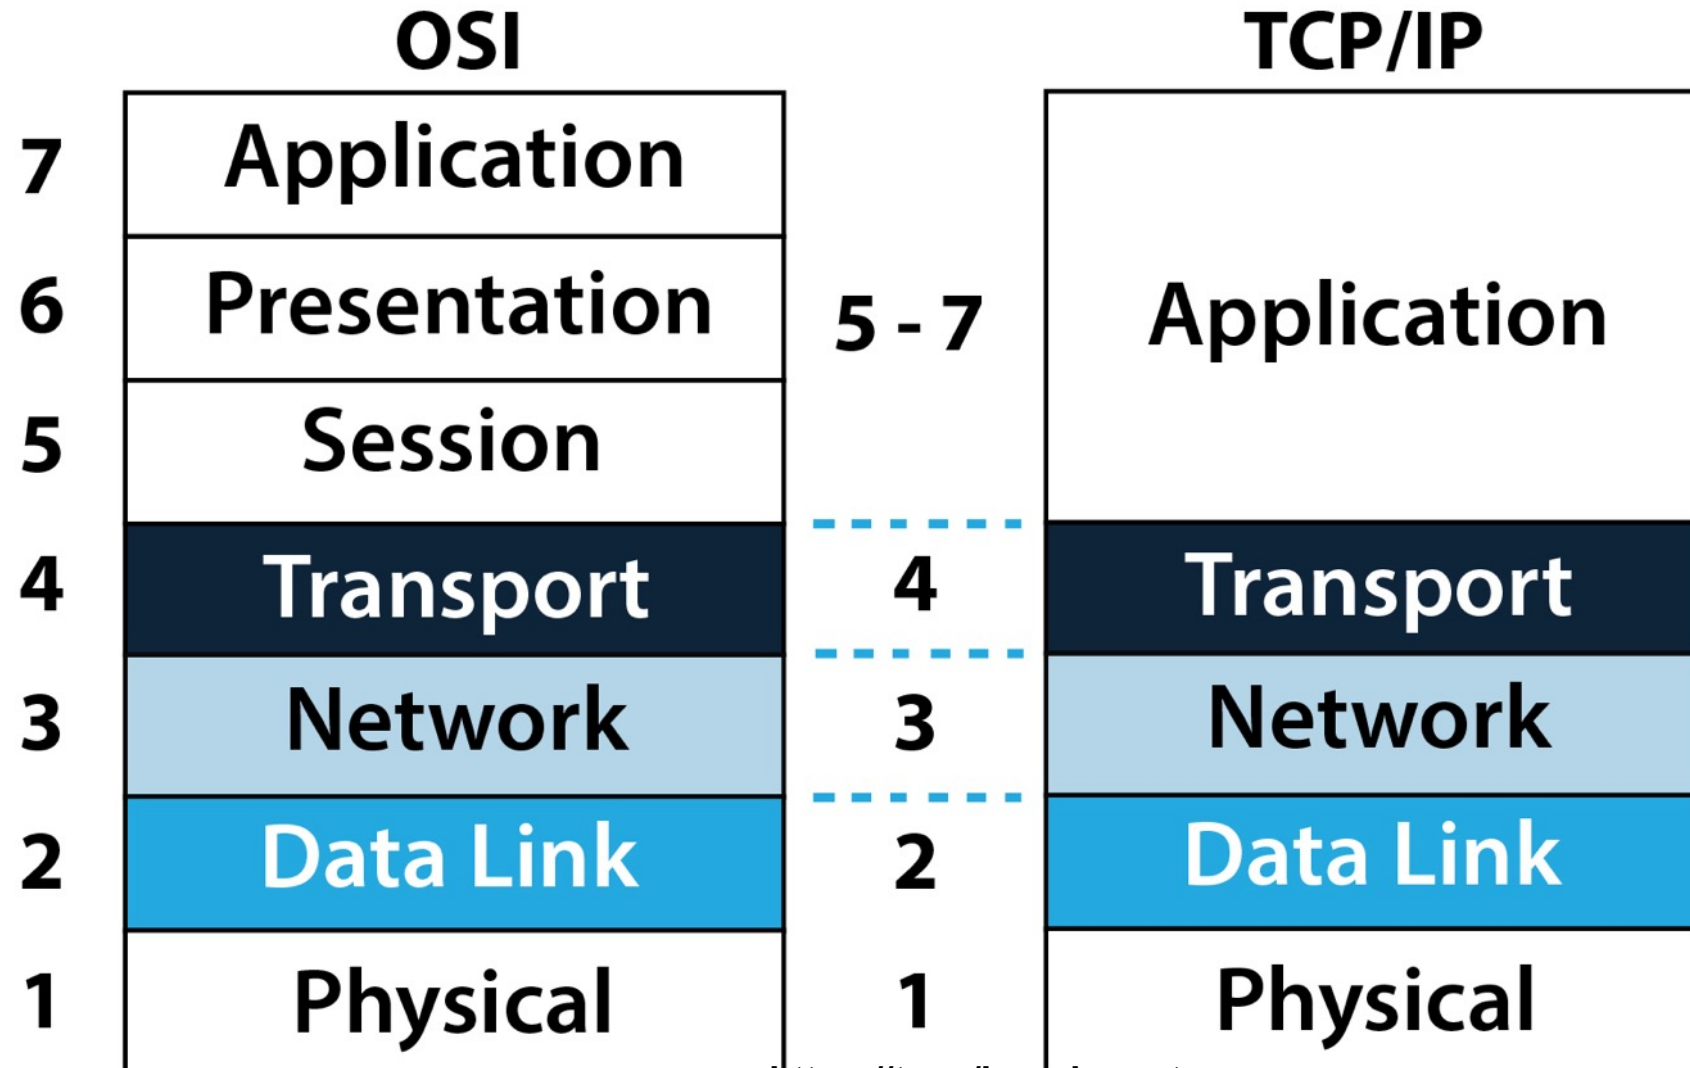 OSI
TCP/IP
7
Application
6
Presentation
5
Session
4
Transport
3
Network
2
Data Link
1
Physical
5 - 7
Application
4
Transport
3
Network
2
Data Link
1
Physical